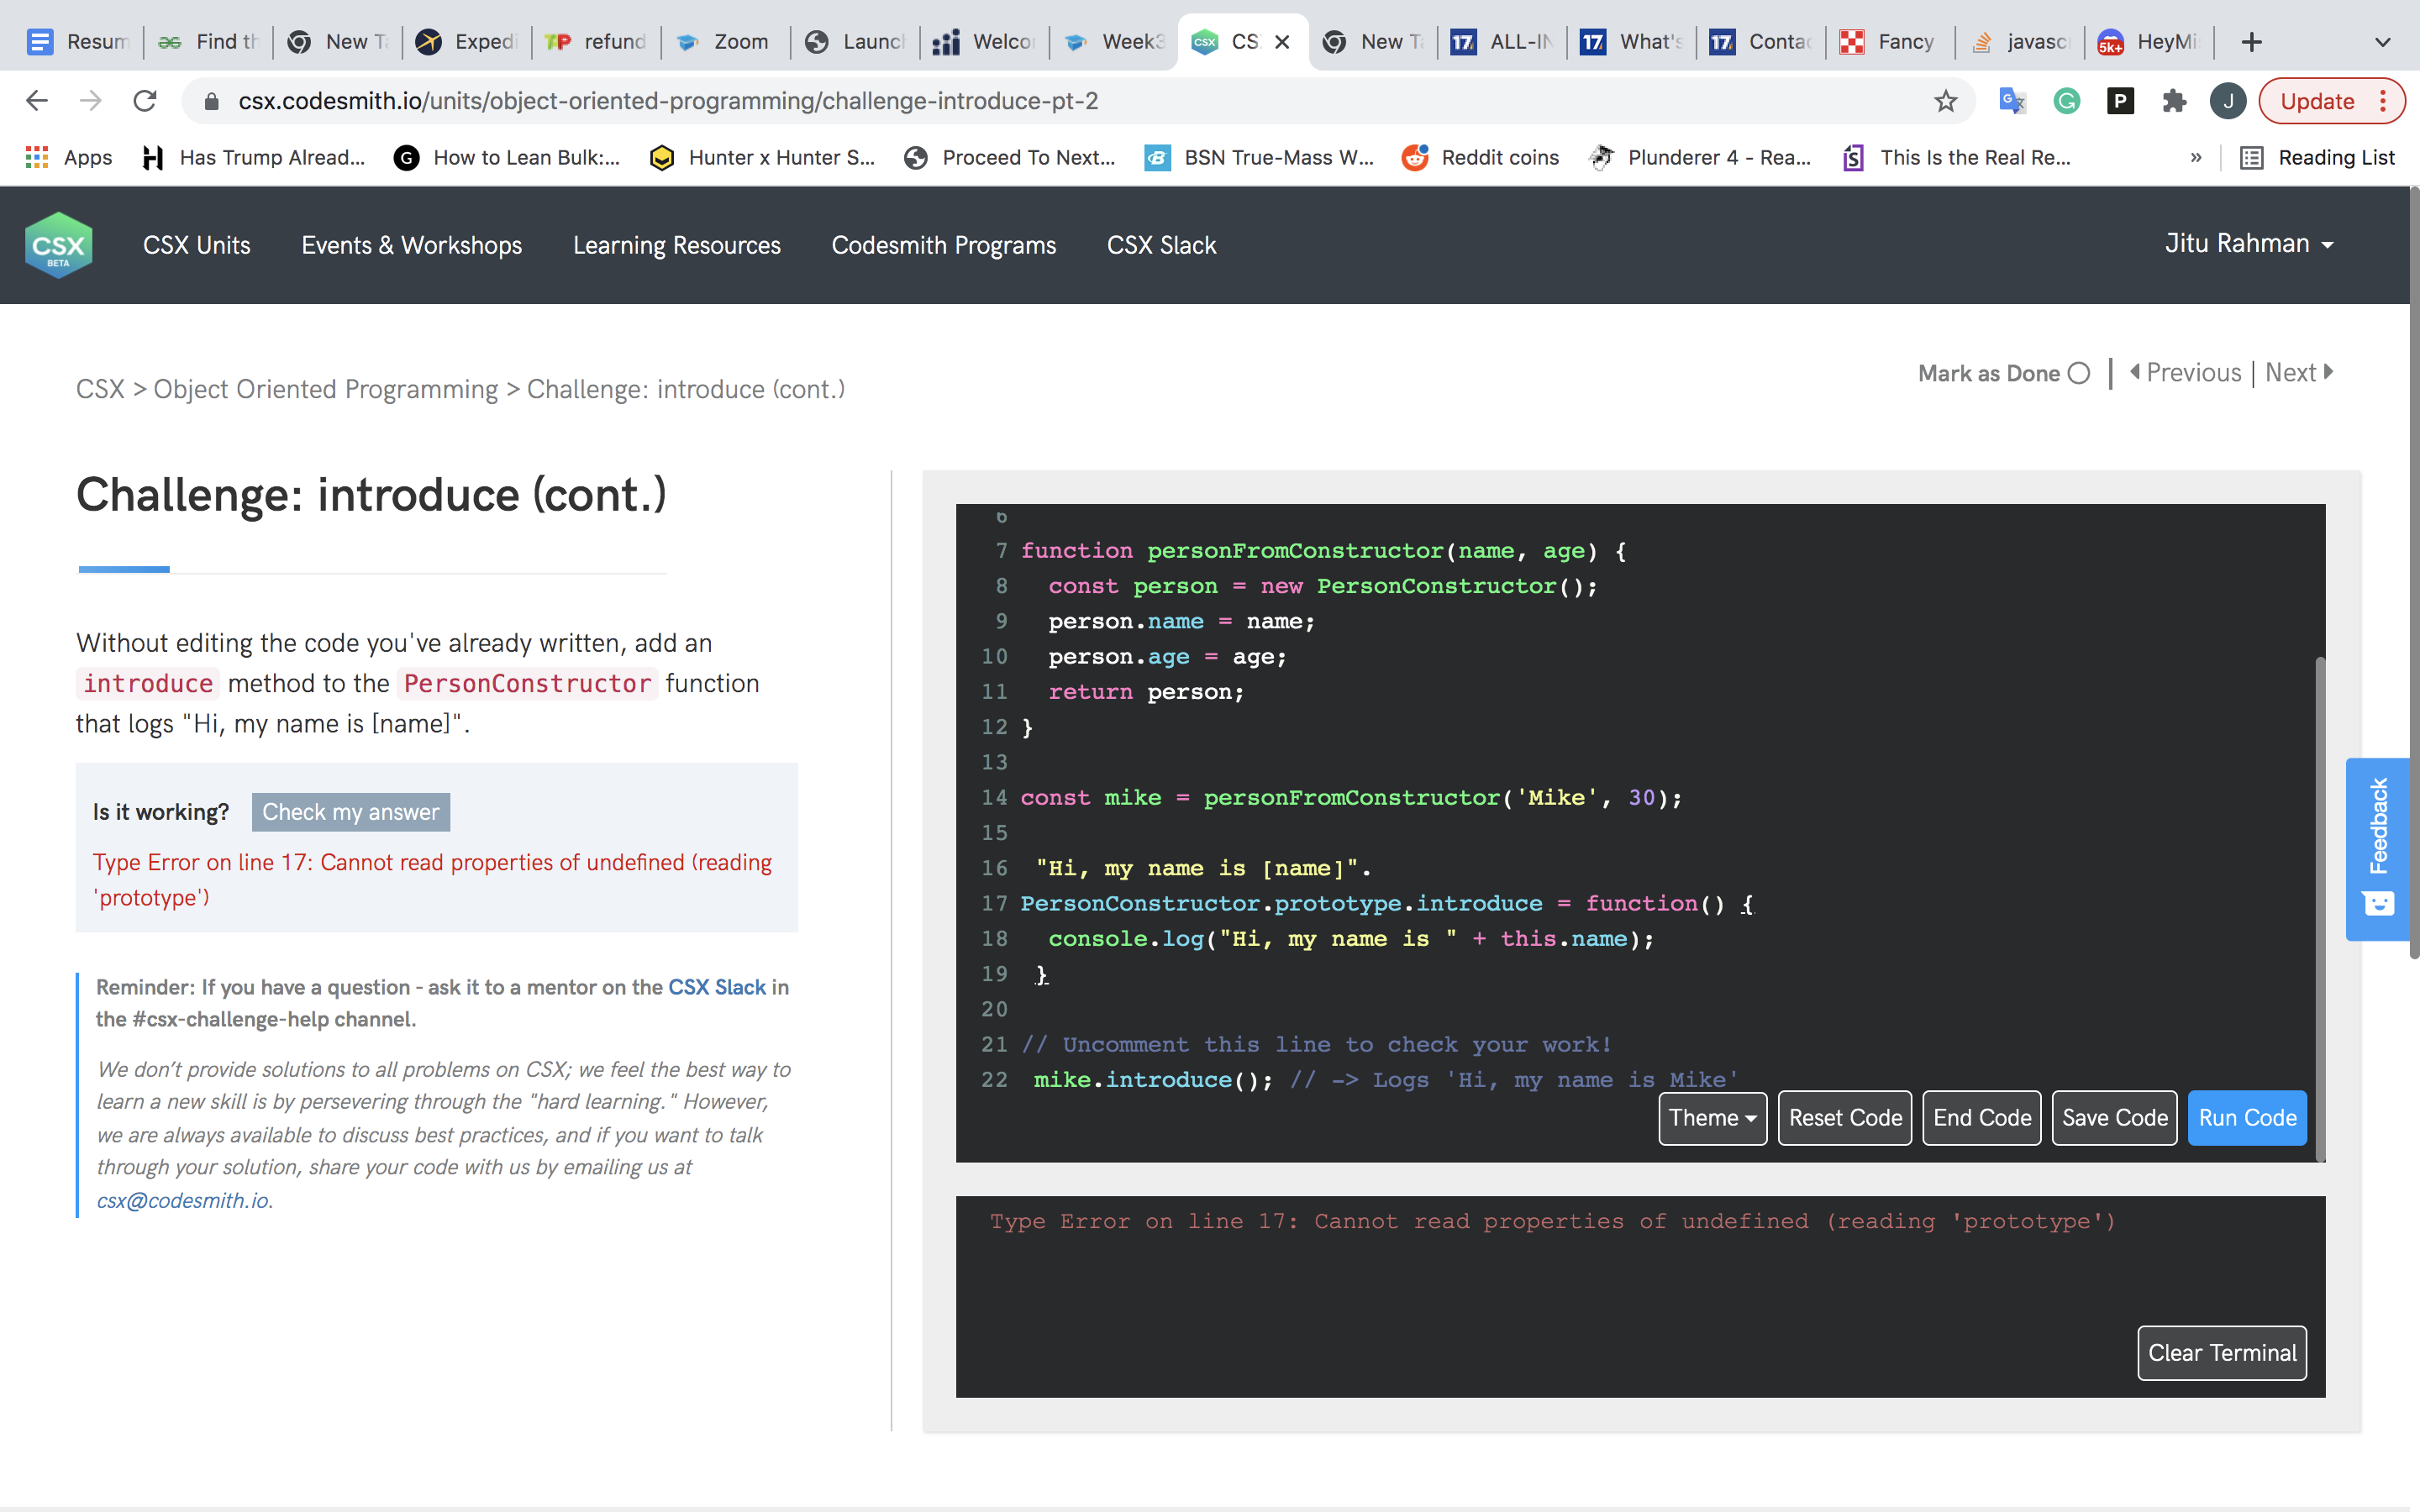 Resum
Find th
New Ta
Expedi
refund
Zoom
Launch
Welcor
Week3
CS
New Ta
ALL-IN
What's
Contac
Fancy
javasc
HeyMi
csx.codesmith.io/units/object-oriented-programming/challenge-introduce-pt-2
Update
Apps
Has Trump Alread...
How to Lean Bulk:...
Hunter x Hunter S...
Proceed To Next...
BSN True-Mass W...
Reddit coins
Plunderer 4 - Rea...
This Is the Real Re...
»
Reading List
CSX BETA
CSX Units
Events & Workshops
Learning Resources
Codesmith Programs
CSX Slack
Jitu Rahman
CSX > Object Oriented Programming > Challenge: introduce (cont.)
Mark as Done
Previous | Next
Challenge: introduce (cont.)
Without editing the code you've already written, add an
introduce method to the PersonConstructor function
that logs "Hi, my name is [name]".
Is it working? Check my answer
Type Error on line 17: Cannot read properties of undefined (reading
'prototype')
Reminder: If you have a question - ask it to a mentor on the CSX Slack in
the #csx-challenge-help channel.
We don’t provide solutions to all problems on CSX; we feel the best way to
learn a new skill is by persevering through the "hard learning." However,
we are always available to discuss best practices, and if you want to talk
through your solution, share your code with us by emailing us at
csx@codesmith.io.
6
7 function personFromConstructor(name, age) {
8 const person = new PersonConstructor();
9 person.name = name;
10 person.age = age;
11 return person;
12 }
13
14 const mike = personFromConstructor('Mike', 30);
15
16 "Hi, my name is [name]".
17 PersonConstructor.prototype.introduce = function() {
18 console.log("Hi, my name is " + this.name);
19 }
20
21 // Uncomment this line to check your work!
22 mike.introduce(); // -> Logs 'Hi, my name is Mike'
Theme
Reset Code
End Code
Save Code
Run Code
Type Error on line 17: Cannot read properties of undefined (reading 'prototype')
Clear Terminal
Feedback